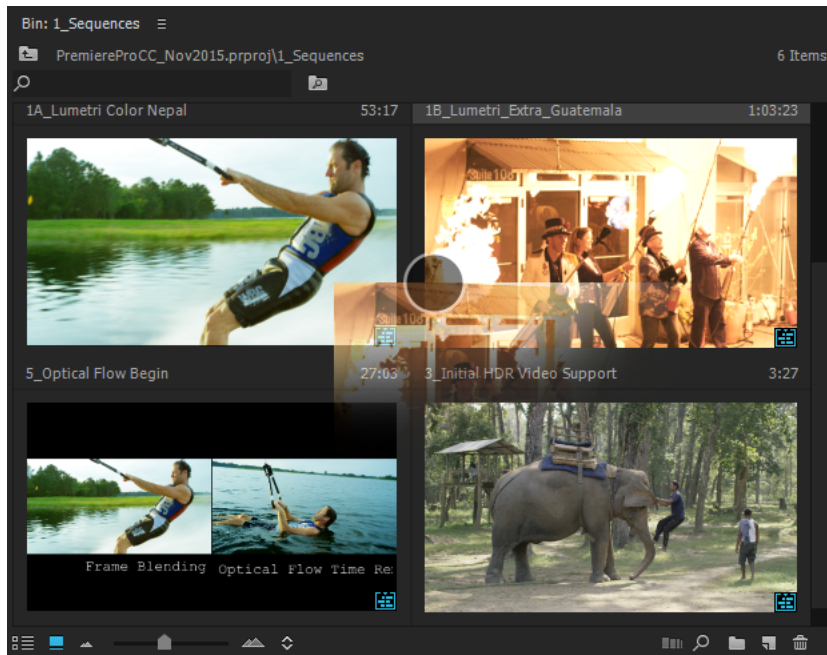 Bin: 1_Sequences
PremiereProCC_Nov2015.prproj\1_Sequences 6 Items
1A_Lumetri Color Nepal 53:17 1B_Lumetri_Extra_Guatemala 1:03:23
Suite108
Suite108
5_Optical Flow Begin 27:03 3_Initial HDR Video Support 3:27
Frame Blending Optical Flow Time Re